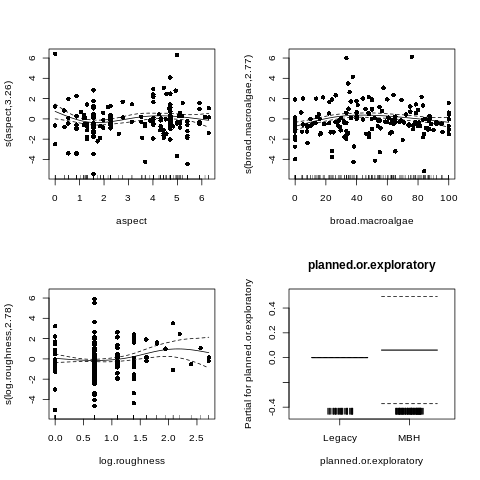 s(aspect,3.26)
6
4
2
0
-2
-4
0 1 2 3 4 5 6
aspect
s(broad.macroalgae,2.77)
6
4
2
0
-2
-4
0 20 40 60 80 100
broad.macroalgae
s(log.roughness,2.78)
6
4
2
0
-2
-4
0.0 0.5 1.0 1.5 2.0 2.5
log.roughness
planned.or.exploratory
Partial for planned.or.exploratory
0.4
0.0
-0.4
Legacy MBH
planned.or.exploratory